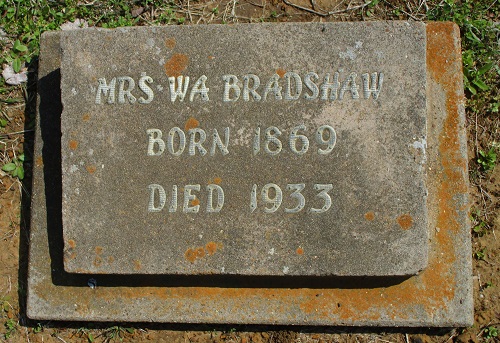 MRS WA BRADSHAW
BORN 1869
DIED 1933